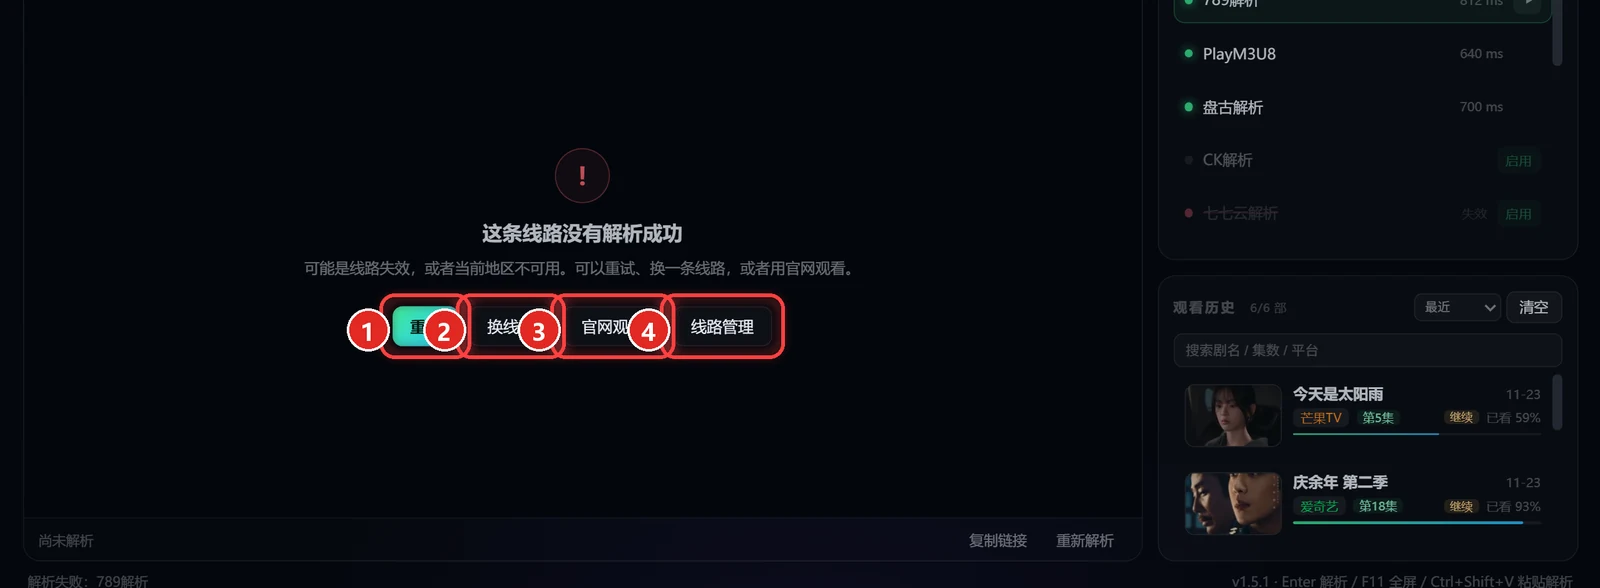 789解析 812 ms
PlayM3U8 640 ms
盘古解析 700 ms
CK解析 启用
七七云解析 失效 启用
!
这条线路没有解析成功
可能是线路失效，或者当前地区不可用。可以重试、换一条线路，或者用官网观看。
1 重 2 换线 3 官网观 4 线路管理
尚未解析 复制链接 重新解析
解析失败：789解析
观看历史 6/6 部 最近 清空
搜索剧名 / 集数 / 平台
今天是太阳雨 11-23
芒果TV 第5集 继续 已看 59%
庆余年 第二季 11-23
爱奇艺 第18集 继续 已看 93%
v1.5.1 · Enter 解析 / F11 全屏 / Ctrl+Shift+V 粘贴解析